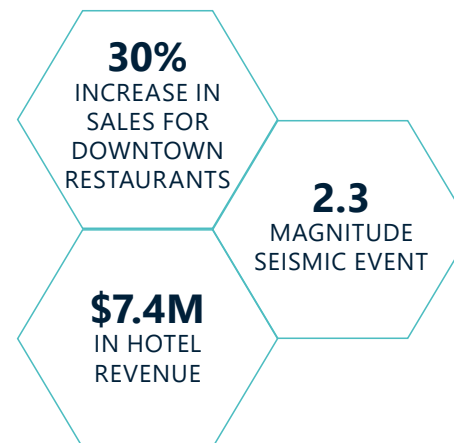 30%
INCREASE IN
SALES FOR
DOWNTOWN
RESTAURANTS
2.3
MAGNITUDE
SEISMIC EVENT
$7.4M
IN HOTEL
REVENUE